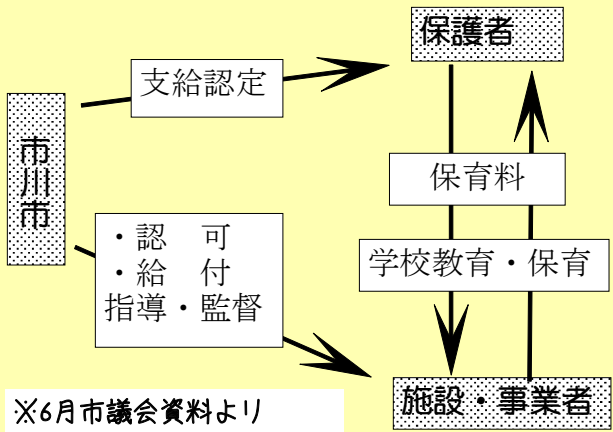 保護者
支給認定
市川市
保育料
・認　可
・給　付
指導・監督
学校教育・保育
施設・事業者
※6月市議会資料より